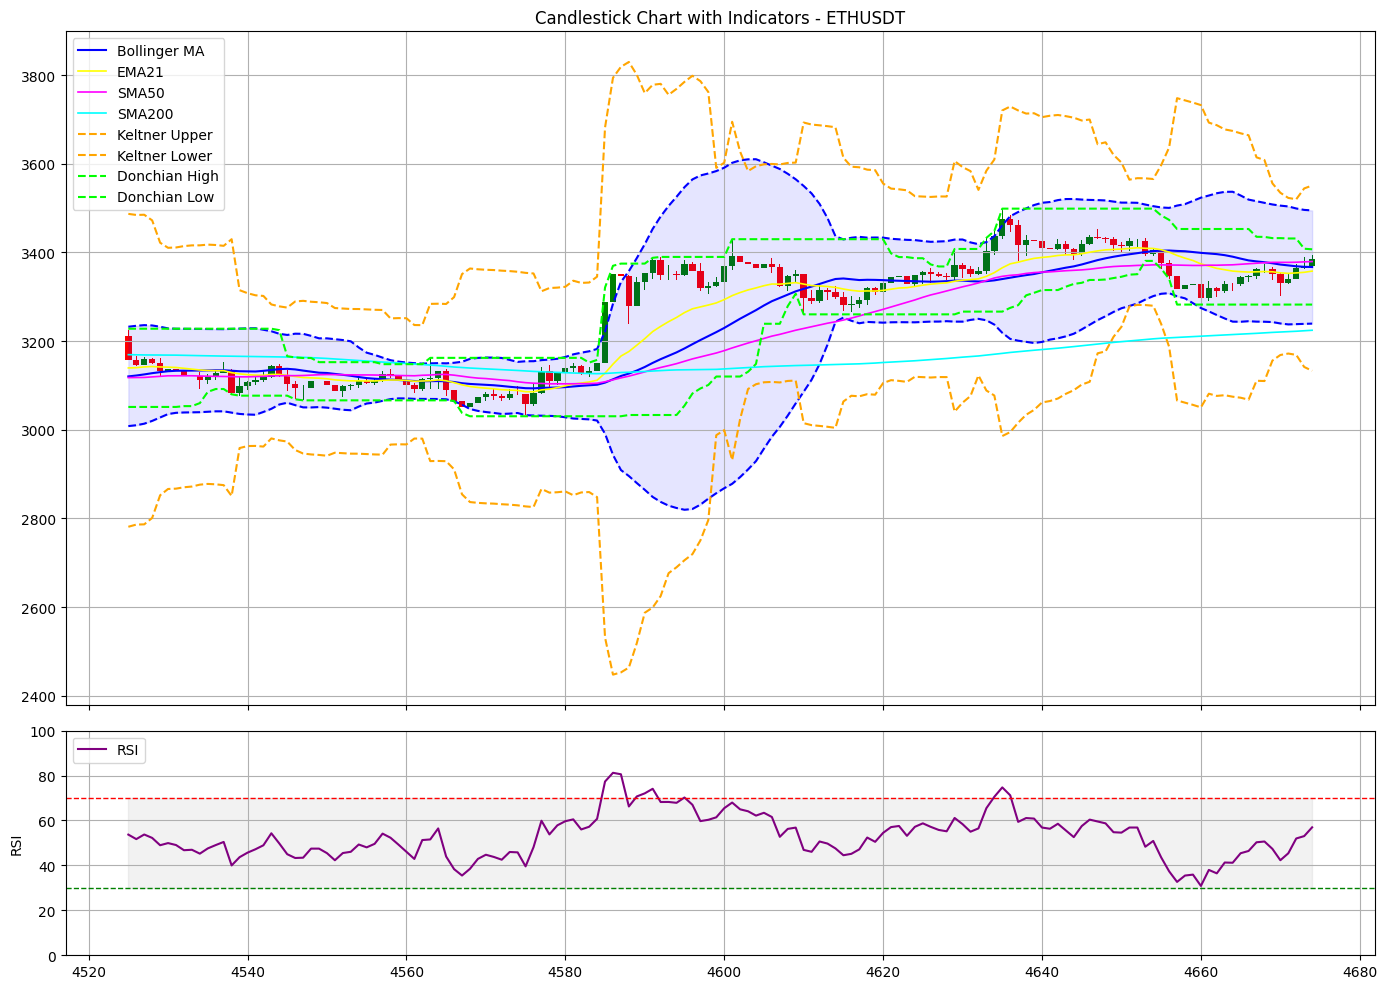 Candlestick Chart with Indicators - ETHUSDT
Bollinger MA
EMA21
SMA50
SMA200
Keltner Upper
Keltner Lower
Donchian High
Donchian Low
3800
3600
3400
3200
3000
2800
2600
2400
RSI
100
80
60
40
20
0
RSI
4520
4540
4560
4580
4600
4620
4640
4660
4680